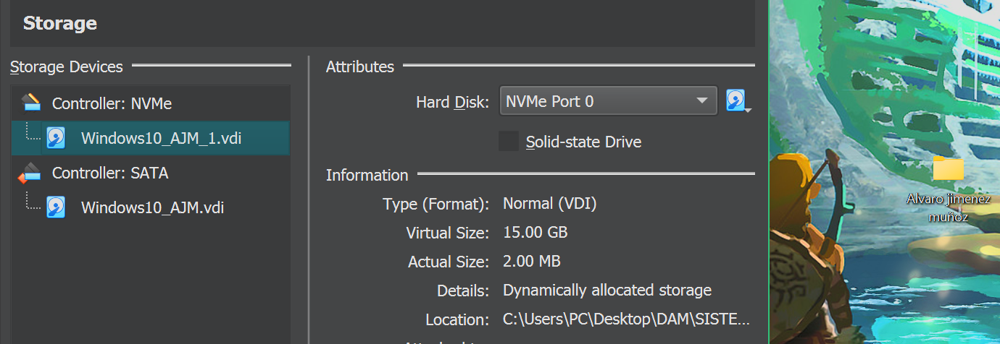 Storage
Storage Devices
Controller: NVMe
Windows10_AJM_1.vdi
Controller: SATA
Windows10_AJM.vdi
Attributes
Hard Disk: NVMe Port 0
Solid-state Drive
Information
Type (Format): Normal (VDI)
Virtual Size: 15.00 GB
Actual Size: 2.00 MB
Details: Dynamically allocated storage
Location: C:\Users\PC\Desktop\DAM\SISTE...
Alvaro jimenez
muñoz